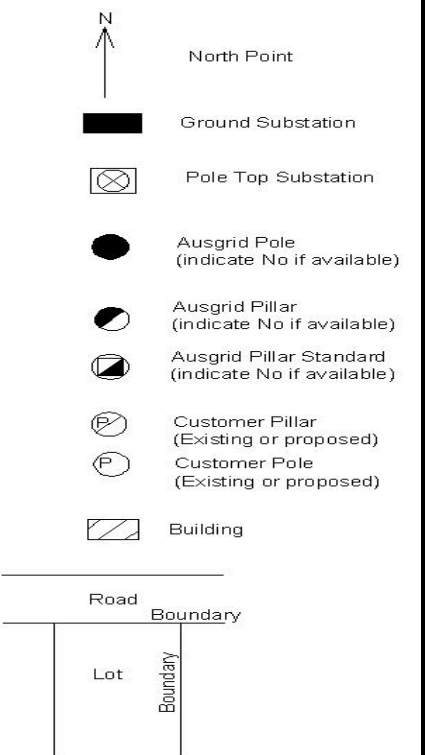 N
North Point
Ground Substation
Pole Top Substation
Ausgrid Pole
(indicate No if available)
Ausgrid Pillar
(indicate No if available)
Ausgrid Pillar Standard
(indicate No if available)
P
Customer Pillar
(Existing or proposed)
P
Customer Pole
(Existing or proposed)
Building
Road
Boundary
Lot
Boundary